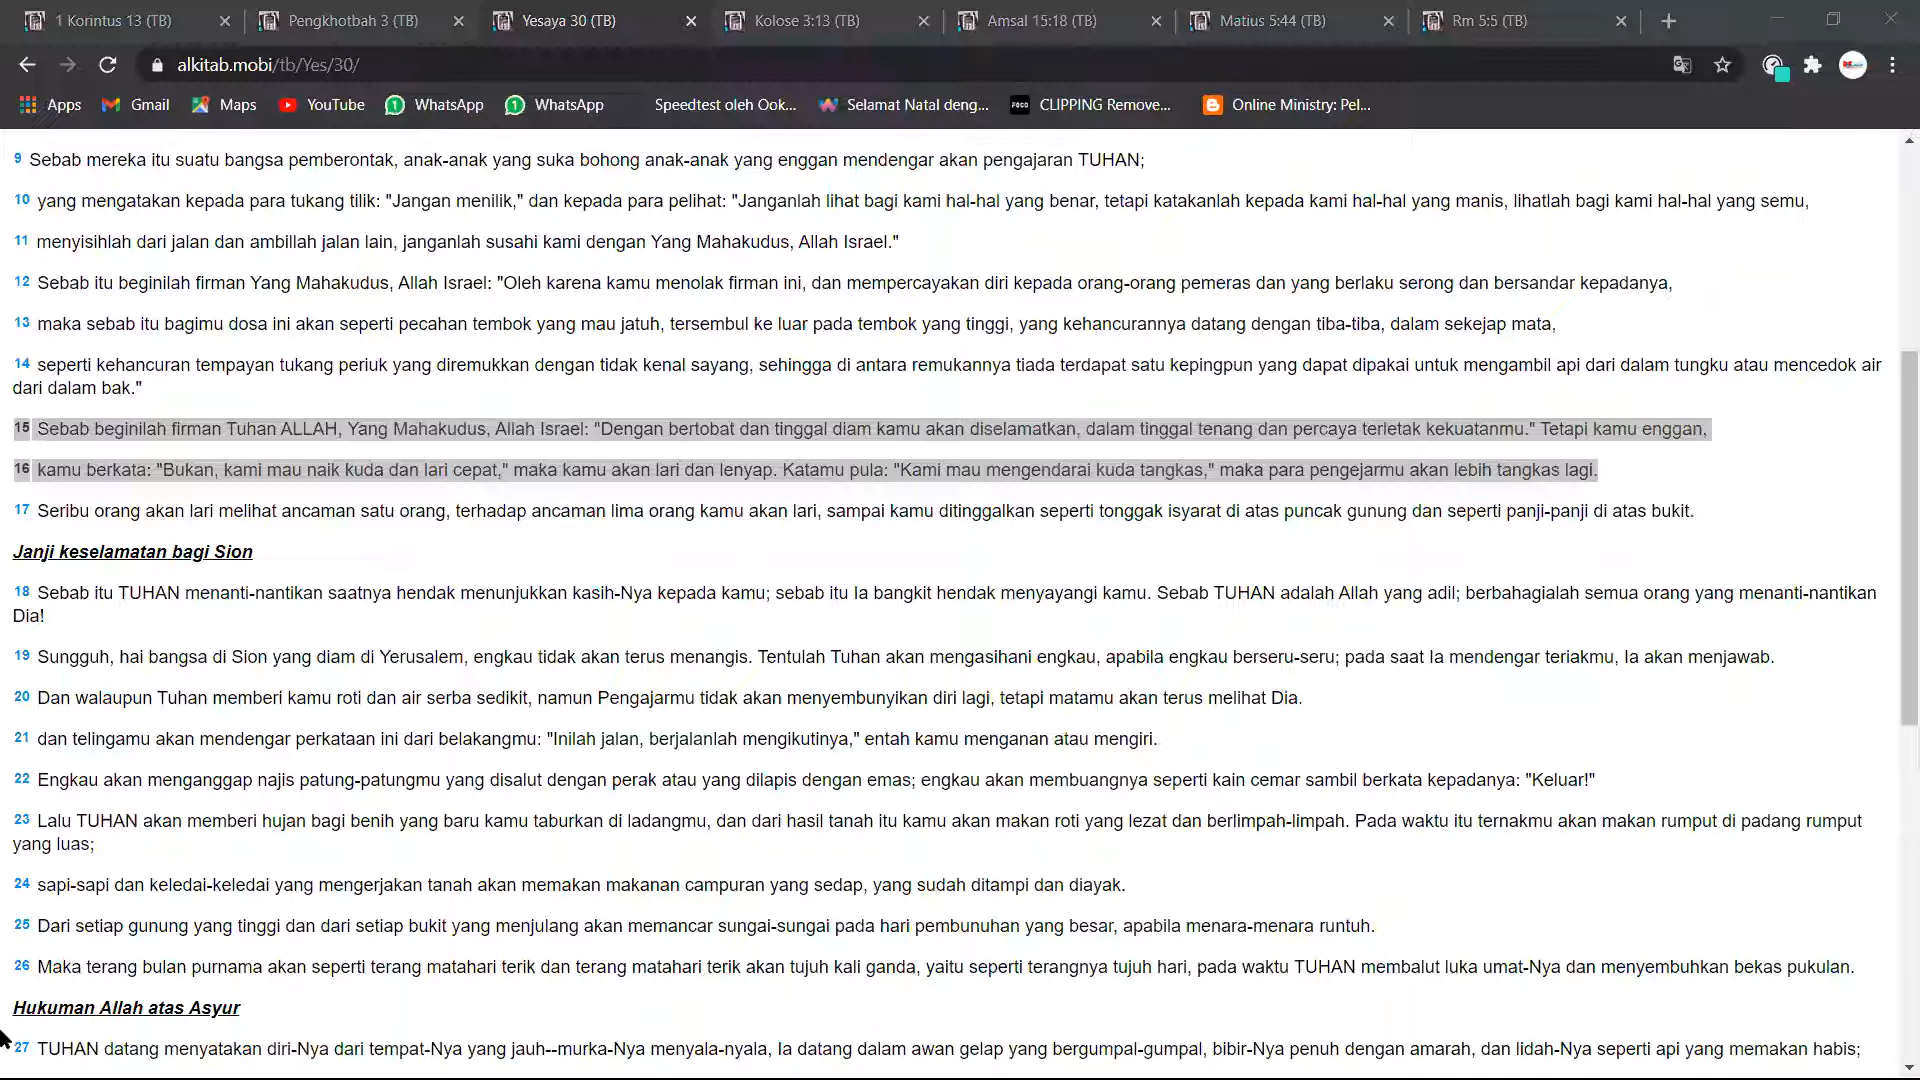 1 Korintus 13 (TB)
Pengkhotbah 3 (TB)
Yesaya 30 (TB)
Kolose 3:13 (TB)
Amsal 15:18 (TB)
Matius 5:44 (TB)
Rm 5:5 (TB)
alkitab.mobi/tb/Yes/30/
Apps
Gmail
Maps
YouTube
WhatsApp
WhatsApp
Speedtest oleh Ook...
Selamat Natal deng...
CLIPPING Remove...
Online Ministry: Pel...
9 Sebab mereka itu suatu bangsa pemberontak, anak-anak yang suka bohong anak-anak yang enggan mendengar akan pengajaran TUHAN;
10 yang mengatakan kepada para tukang tilik: "Jangan menilik," dan kepada para pelihat: "Janganlah lihat bagi kami hal-hal yang benar, tetapi katakanlah kepada kami hal-hal yang manis, lihatlah bagi kami hal-hal yang semu,
11 menyisihlah dari jalan dan ambillah jalan lain, janganlah susahi kami dengan Yang Mahakudus, Allah Israel."
12 Sebab itu beginilah firman Yang Mahakudus, Allah Israel: "Oleh karena kamu menolak firman ini, dan mempercayakan diri kepada orang-orang pemeras dan yang berlaku serong dan bersandar kepadanya,
13 maka sebab itu bagimu dosa ini akan seperti pecahan tembok yang mau jatuh, tersembul ke luar pada tembok yang tinggi, yang kehancurannya datang dengan tiba-tiba, dalam sekejap mata,
14 seperti kehancuran tempayan tukang periuk yang diremukkan dengan tidak kenal sayang, sehingga di antara remukannya tiada terdapat satu kepingpun yang dapat dipakai untuk mengambil api dari dalam tungku atau mencedok air
dari dalam bak."
15 Sebab beginilah firman Tuhan ALLAH, Yang Mahakudus, Allah Israel: "Dengan bertobat dan tinggal diam kamu akan diselamatkan, dalam tinggal tenang dan percaya terletak kekuatanmu." Tetapi kamu enggan,
16 kamu berkata: "Bukan, kami mau naik kuda dan lari cepat," maka kamu akan lari dan lenyap. Katamu pula: "Kami mau mengendarai kuda tangkas," maka para pengejarmu akan lebih tangkas lagi.
17 Seribu orang akan lari melihat ancaman satu orang, terhadap ancaman lima orang kamu akan lari, sampai kamu ditinggalkan seperti tonggak isyarat di atas puncak gunung dan seperti panji-panji di atas bukit.
Janji keselamatan bagi Sion
18 Sebab itu TUHAN menanti-nantikan saatnya hendak menunjukkan kasih-Nya kepada kamu; sebab itu Ia bangkit hendak menyayangi kamu. Sebab TUHAN adalah Allah yang adil; berbahagialah semua orang yang menanti-nantikan
Dia!
19 Sungguh, hai bangsa di Sion yang diam di Yerusalem, engkau tidak akan terus menangis. Tentulah Tuhan akan mengasihani engkau, apabila engkau berseru-seru; pada saat Ia mendengar teriakmu, Ia akan menjawab.
20 Dan walaupun Tuhan memberi kamu roti dan air serba sedikit, namun Pengajarmu tidak akan menyembunyikan diri lagi, tetapi matamu akan terus melihat Dia.
21 dan telingamu akan mendengar perkataan ini dari belakangmu: "Inilah jalan, berjalanlah mengikutinya," entah kamu menganan atau mengiri.
22 Engkau akan menganggap najis patung-patungmu yang disalut dengan perak atau yang dilapis dengan emas; engkau akan membuangnya seperti kain cemar sambil berkata kepadanya: "Keluar!"
23 Lalu TUHAN akan memberi hujan bagi benih yang baru kamu taburkan di ladangmu, dan dari hasil tanah itu kamu akan makan roti yang lezat dan berlimpah-limpah. Pada waktu itu ternakmu akan makan rumput di padang rumput
yang luas;
24 sapi-sapi dan keledai-keledai yang mengerjakan tanah akan memakan makanan campuran yang sedap, yang sudah ditampi dan diayak.
25 Dari setiap gunung yang tinggi dan dari setiap bukit yang menjulang akan memancar sungai-sungai pada hari pembunuhan yang besar, apabila menara-menara runtuh.
26 Maka terang bulan purnama akan seperti terang matahari terik dan terang matahari terik akan tujuh kali ganda, yaitu seperti terangnya tujuh hari, pada waktu TUHAN membalut luka umat-Nya dan menyembuhkan bekas pukulan.
Hukuman Allah atas Asyur
27 TUHAN datang menyatakan diri-Nya dari tempat-Nya yang jauh--murka-Nya menyala-nyala, Ia datang dalam awan gelap yang bergumpal-gumpal, bibir-Nya penuh dengan amarah, dan lidah-Nya seperti api yang memakan habis;